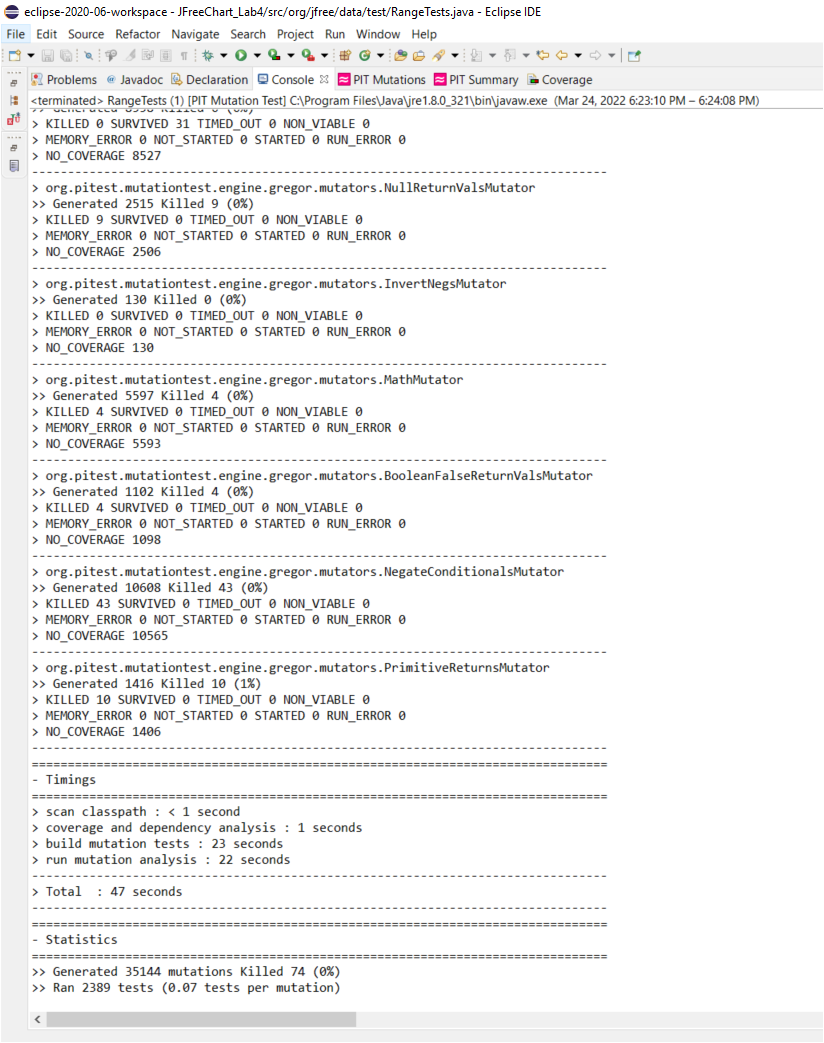 eclipse-2020-06-workspace - JFreeChart_Lab4/src/org/jfree/data/test/RangeTests.java - Eclipse IDE
File Edit Source Refactor Navigate Search Project Run Window Help
Problems Javadoc Declaration Console PIT Mutations PIT Summary Coverage
<terminated> RangeTests (1) [PIT Mutation Test] C:\Program Files\Java\jre1.8.0_321\bin\javaw.exe (Mar 24, 2022 6:23:10 PM – 6:24:08 PM)
> KILLED 0 SURVIVED 31 TIMED_OUT 0 NON_VIABLE 0
> MEMORY_ERROR 0 NOT_STARTED 0 STARTED 0 RUN_ERROR 0
> NO_COVERAGE 8527
--------------------------------------------------------------------------------
> org.pitest.mutationtest.engine.gregor.mutators.NullReturnValsMutator
>> Generated 2515 Killed 9 (0%)
> KILLED 9 SURVIVED 0 TIMED_OUT 0 NON_VIABLE 0
> MEMORY_ERROR 0 NOT_STARTED 0 STARTED 0 RUN_ERROR 0
> NO_COVERAGE 2506
--------------------------------------------------------------------------------
> org.pitest.mutationtest.engine.gregor.mutators.InvertNegsMutator
>> Generated 130 Killed 0 (0%)
> KILLED 0 SURVIVED 0 TIMED_OUT 0 NON_VIABLE 0
> MEMORY_ERROR 0 NOT_STARTED 0 STARTED 0 RUN_ERROR 0
> NO_COVERAGE 130
--------------------------------------------------------------------------------
> org.pitest.mutationtest.engine.gregor.mutators.MathMutator
>> Generated 5597 Killed 4 (0%)
> KILLED 4 SURVIVED 0 TIMED_OUT 0 NON_VIABLE 0
> MEMORY_ERROR 0 NOT_STARTED 0 STARTED 0 RUN_ERROR 0
> NO_COVERAGE 5593
--------------------------------------------------------------------------------
> org.pitest.mutationtest.engine.gregor.mutators.BooleanFalseReturnValsMutator
>> Generated 1102 Killed 4 (0%)
> KILLED 4 SURVIVED 0 TIMED_OUT 0 NON_VIABLE 0
> MEMORY_ERROR 0 NOT_STARTED 0 STARTED 0 RUN_ERROR 0
> NO_COVERAGE 1098
--------------------------------------------------------------------------------
> org.pitest.mutationtest.engine.gregor.mutators.NegateConditionalsMutator
>> Generated 10608 Killed 43 (0%)
> KILLED 43 SURVIVED 0 TIMED_OUT 0 NON_VIABLE 0
> MEMORY_ERROR 0 NOT_STARTED 0 STARTED 0 RUN_ERROR 0
> NO_COVERAGE 10565
--------------------------------------------------------------------------------
> org.pitest.mutationtest.engine.gregor.mutators.PrimitiveReturnsMutator
>> Generated 1416 Killed 10 (1%)
> KILLED 10 SURVIVED 0 TIMED_OUT 0 NON_VIABLE 0
> MEMORY_ERROR 0 NOT_STARTED 0 STARTED 0 RUN_ERROR 0
> NO_COVERAGE 1406
--------------------------------------------------------------------------------
================================================================================
- Timings
================================================================================
> scan classpath : < 1 second
> coverage and dependency analysis : 1 seconds
> build mutation tests : 23 seconds
> run mutation analysis : 22 seconds
--------------------------------------------------------------------------------
> Total  : 47 seconds
--------------------------------------------------------------------------------
================================================================================
- Statistics
================================================================================
>> Generated 35144 mutations Killed 74 (0%)
>> Ran 2389 tests (0.07 tests per mutation)